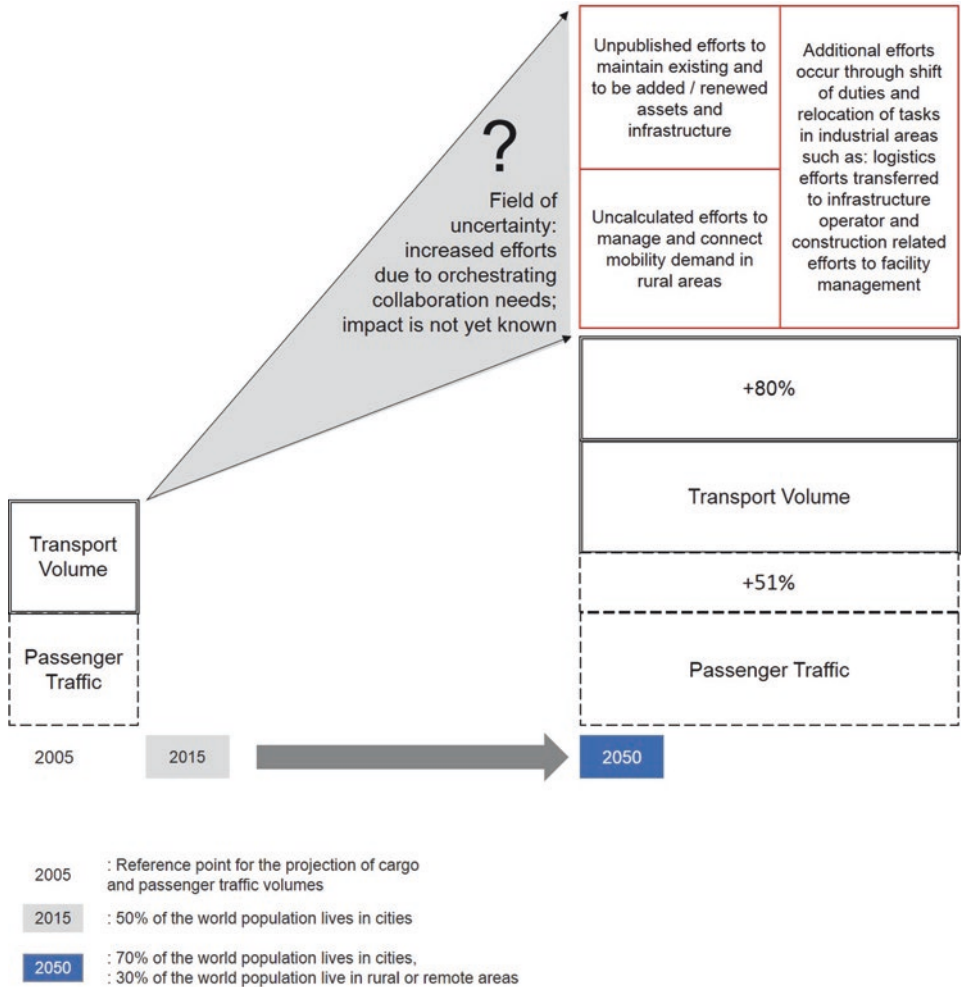 Unpublished efforts to
maintain existing and
to be added / renewed
assets and
infrastructure
Additional efforts
occur through shift
of duties and
relocation of tasks
in industrial areas
such as: logistics
efforts transferred
to infrastructure
operator and
construction related
efforts to facility
management
Uncalculated efforts to
manage and connect
mobility demand in
rural areas
?
Field of
uncertainty:
increased efforts
due to orchestrating
collaboration needs;
impact is not yet known
+80%
Transport Volume
+51%
Passenger Traffic
Transport
Volume
Passenger
Traffic
2005
2015
2050
2005
: Reference point for the projection of cargo
and passenger traffic volumes
2015
: 50% of the world population lives in cities
2050
: 70% of the world population lives in cities,
: 30% of the world population live in rural or remote areas